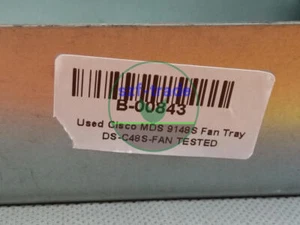 B-00843
Used Cisco MDS 9148S Fan Tray
DS-C48S-FAN TESTED